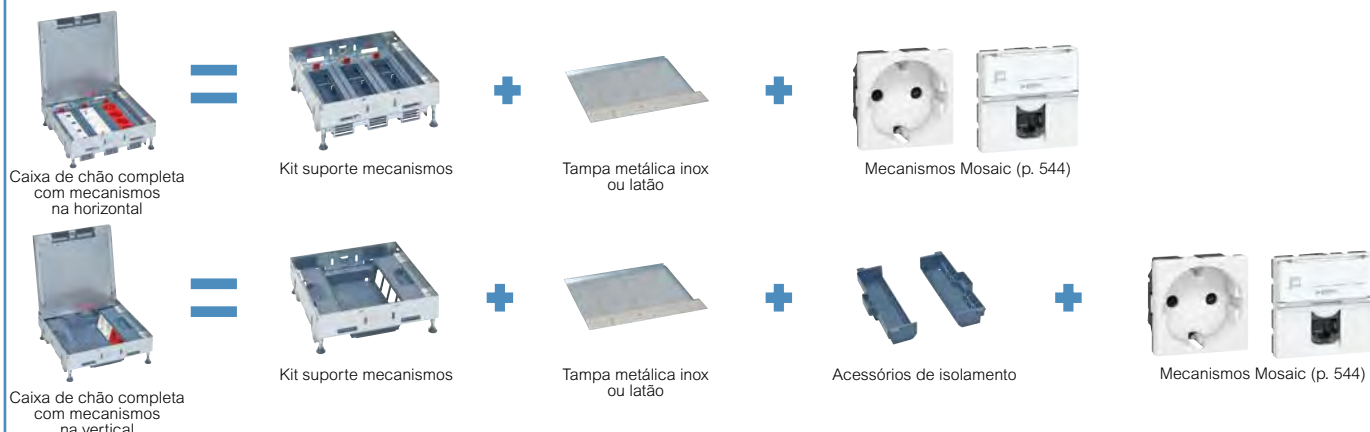 Caixa de chão completa
com mecanismos
na horizontal
Kit suporte mecanismos
Tampa metálica inox
ou latão
Mecanismos Mosaic (p. 544)
Caixa de chão completa
com mecanismos
na vertical
Kit suporte mecanismos
Tampa metálica inox
ou latão
Acessórios de isolamento
Mecanismos Mosaic (p. 544)